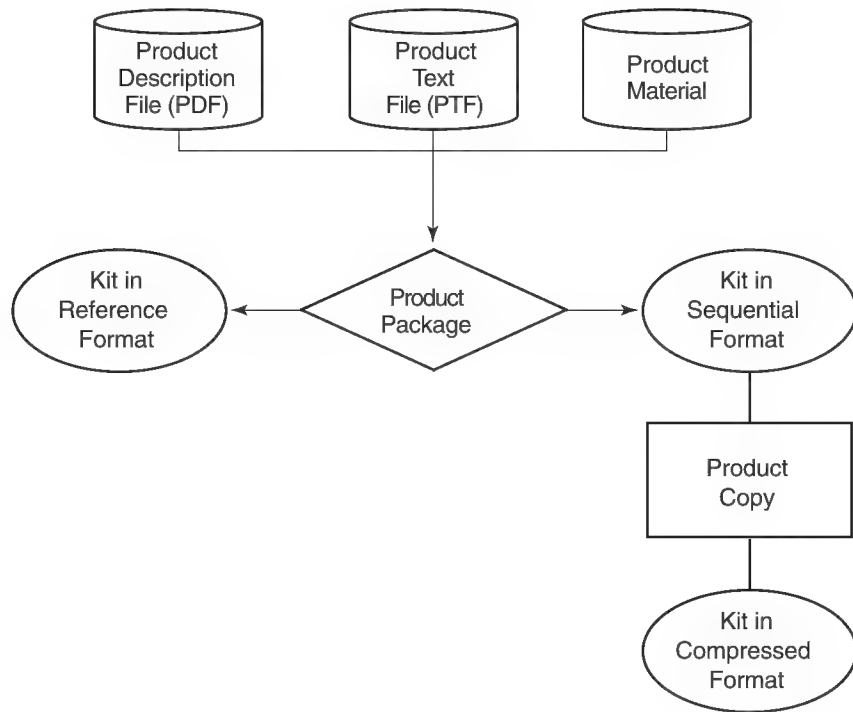 Product
Description
File (PDF)
Product
Text
File (PTF)
Product
Material
Kit in
Reference
Format
Product
Package
Kit in
Sequential
Format
Product
Copy
Kit in
Compressed
Format